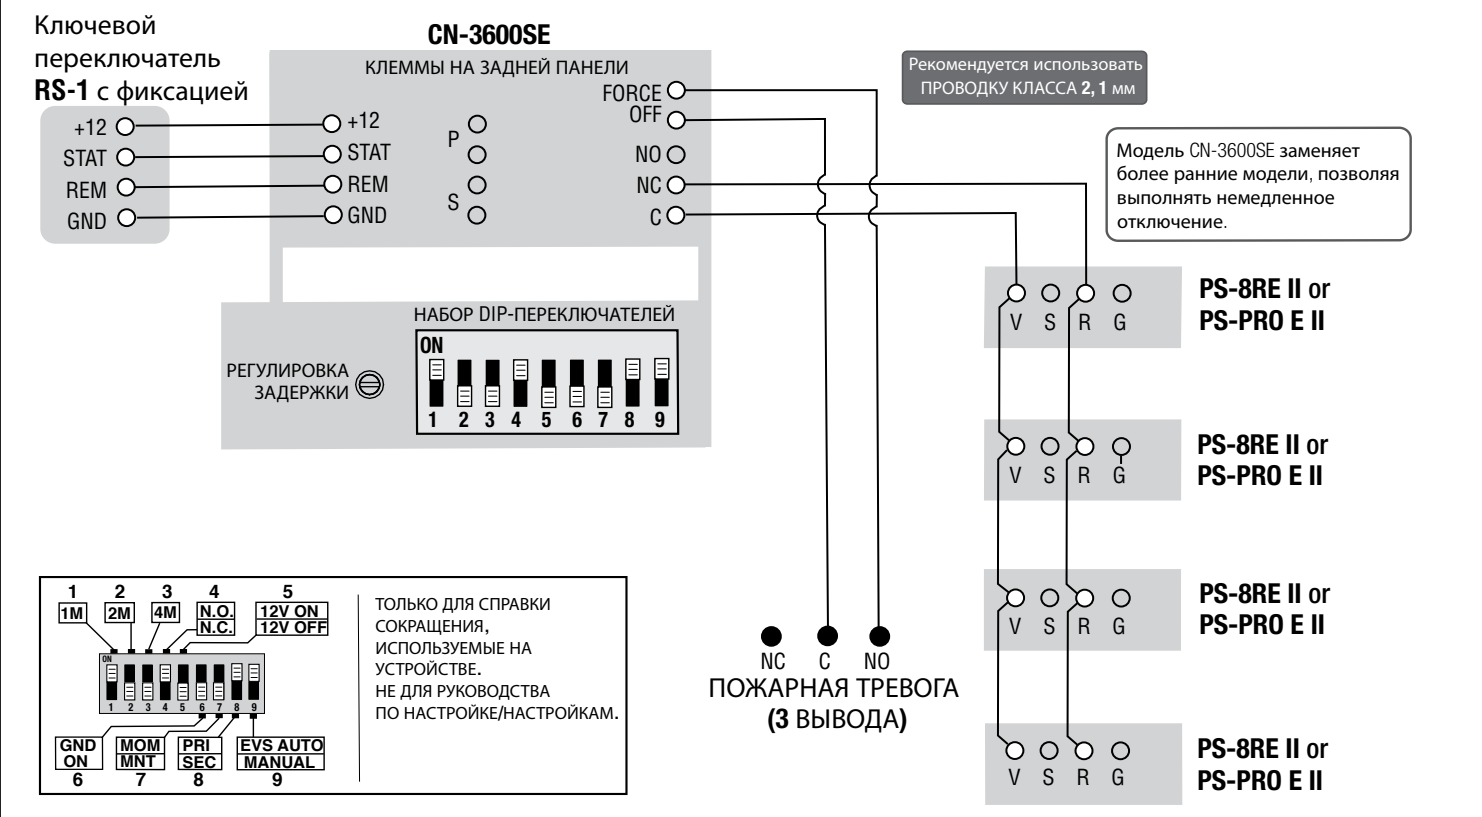 Ключевой
переключатель
RS-1 с фиксацией
+12
STAT
REM
GND
CN-3600SE
КЛЕММЫ НА ЗАДНЕЙ ПАНЕЛИ
+12
STAT
REM
GND
P
S
FORCE
OFF
NO
NC
C
НАБОР DIP-ПЕРЕКЛЮЧАТЕЛЕЙ
ON
1 2 3 4 5 6 7 8 9
РЕГУЛИРОВКА
ЗАДЕРЖКИ
Рекомендуется использовать
ПРОВОДКУ КЛАССА 2, 1 мм
Модель CN-3600SE заменяет
более ранние модели, позволяя
выполнять немедленное
отключение.
V S R G
PS-8RE II or
PS-PRO E II
V S R G
PS-8RE II or
PS-PRO E II
V S R G
PS-8RE II or
PS-PRO E II
V S R G
PS-8RE II or
PS-PRO E II
NC C NO
ПОЖАРНАЯ ТРЕВОГА
(3 ВЫВОДА)
1 2 3 4 5
1M 2M 4M N.O. 12V ON
N.C. 12V OFF
ON
1 2 3 4 5 6 7 8 9
GND MOM PRI EVS AUTO
ON MNT SEC MANUAL
6 7 8 9
ТОЛЬКО ДЛЯ СПРАВКИ
СОКРАЩЕНИЯ,
ИСПОЛЬЗУЕМЫЕ НА
УСТРОЙСТВЕ.
НЕ ДЛЯ РУКОВОДСТВА
ПО НАСТРОЙКЕ/НАСТРОЙКАМ.